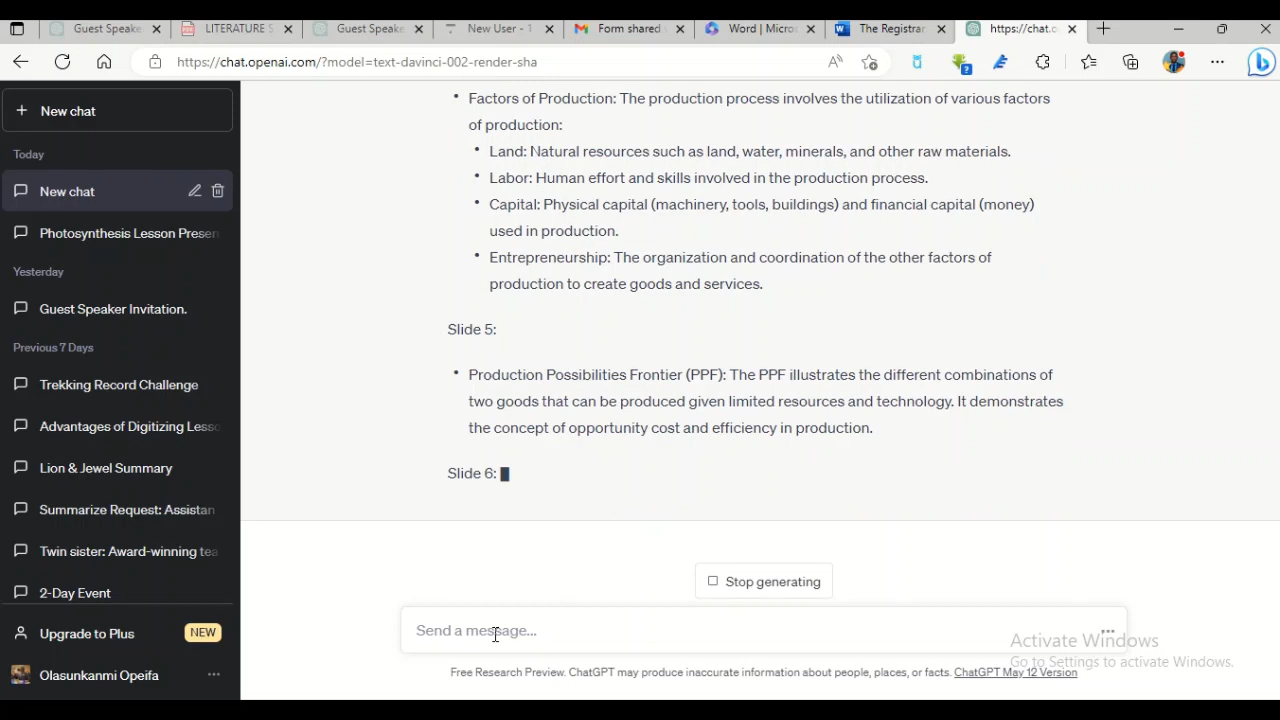 Guest Speake
LITERATURE S
Guest Speake
New User - 1
Form shared
Word | Micros
The Registrar
https://chat.o
https://chat.openai.com/?model=text-davinci-002-render-sha
New chat
Today
New chat
Photosynthesis Lesson Presen
Yesterday
Guest Speaker Invitation.
Previous 7 Days
Trekking Record Challenge
Advantages of Digitizing Lesso
Lion & Jewel Summary
Summarize Request: Assistan
Twin sister: Award-winning tea
2-Day Event
Upgrade to Plus NEW
Olasunkanmi Opeifa
• Factors of Production: The production process involves the utilization of various factors
of production:
• Land: Natural resources such as land, water, minerals, and other raw materials.
• Labor: Human effort and skills involved in the production process.
• Capital: Physical capital (machinery, tools, buildings) and financial capital (money)
used in production.
• Entrepreneurship: The organization and coordination of the other factors of
production to create goods and services.
Slide 5:
• Production Possibilities Frontier (PPF): The PPF illustrates the different combinations of
two goods that can be produced given limited resources and technology. It demonstrates
the concept of opportunity cost and efficiency in production.
Slide 6:
Stop generating
Send a message...
Activate Windows
Go to Settings to activate Windows.
Free Research Preview. ChatGPT may produce inaccurate information about people, places, or facts. ChatGPT May 12 Version